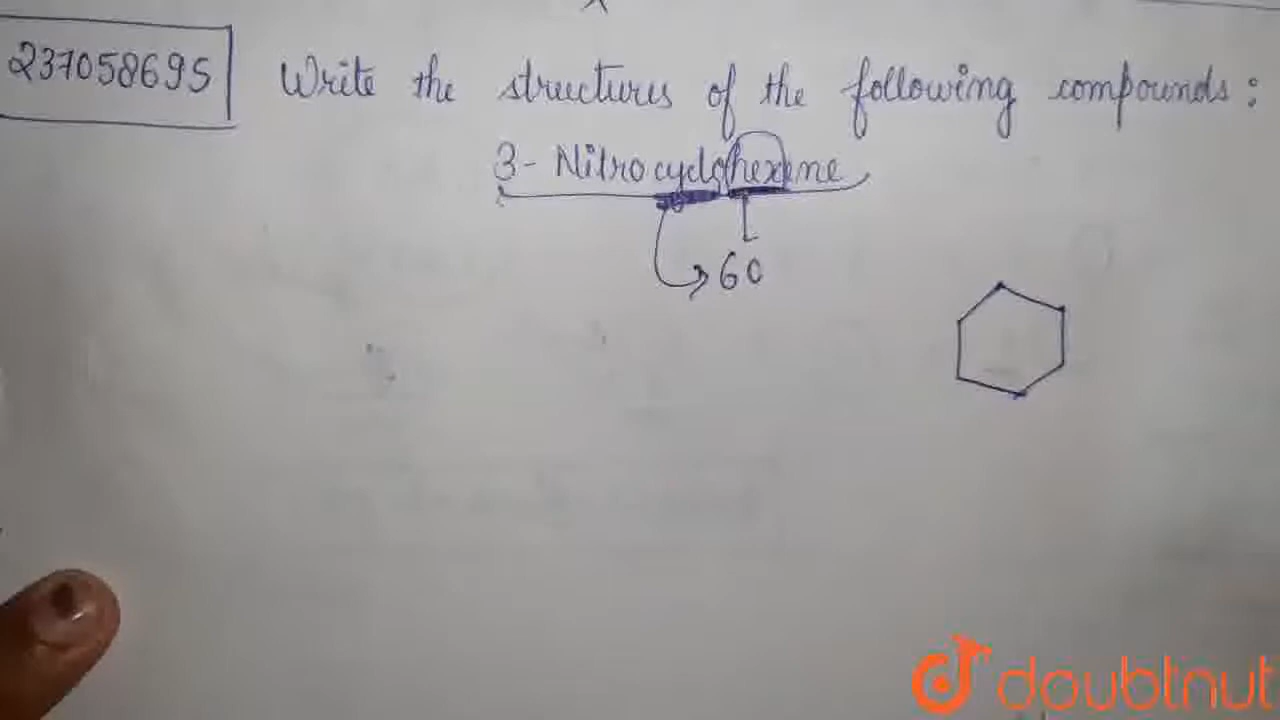 237058695 Write the structures of the following compounds:
3- Nitrocyclohexene
6C
doubtnut